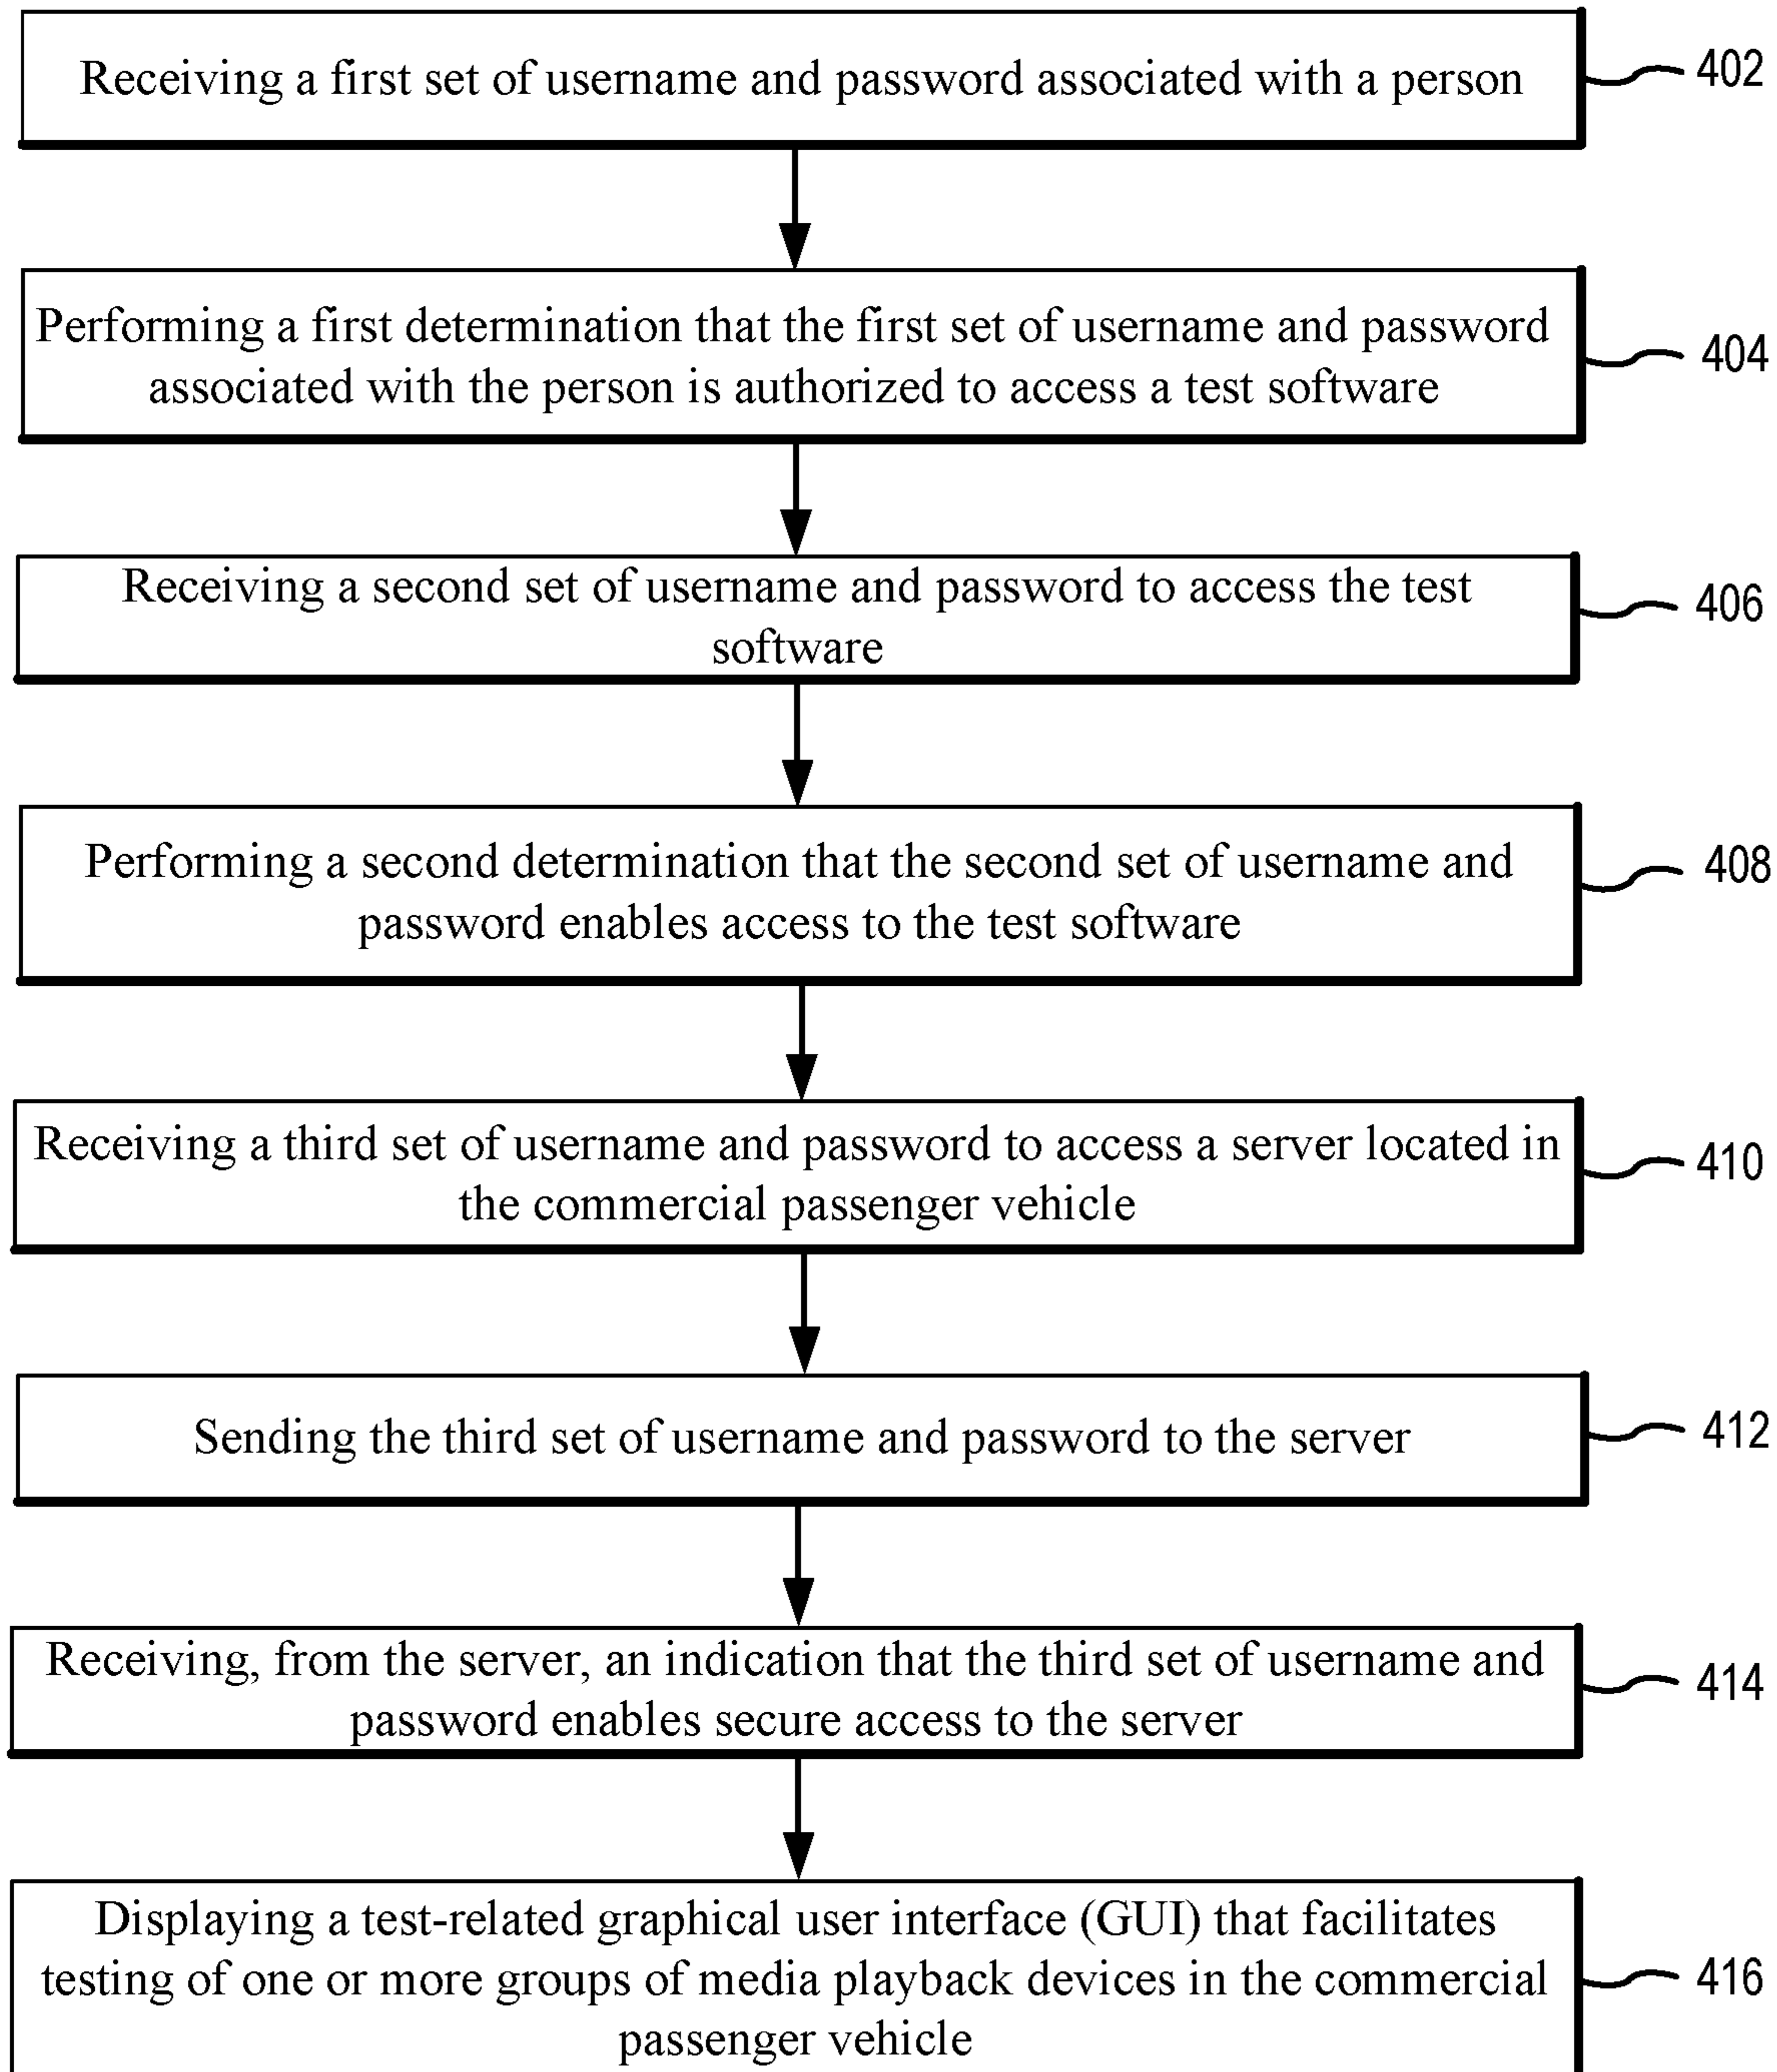 Receiving a first set of username and password associated with a person
402
Performing a first determination that the first set of username and password
associated with the person is authorized to access a test software
404
Receiving a second set of username and password to access the test
software
406
Performing a second determination that the second set of username and
password enables access to the test software
408
Receiving a third set of username and password to access a server located in
the commercial passenger vehicle
410
Sending the third set of username and password to the server
412
Receiving, from the server, an indication that the third set of username and
password enables secure access to the server
414
Displaying a test-related graphical user interface (GUI) that facilitates
testing of one or more groups of media playback devices in the commercial
passenger vehicle
416